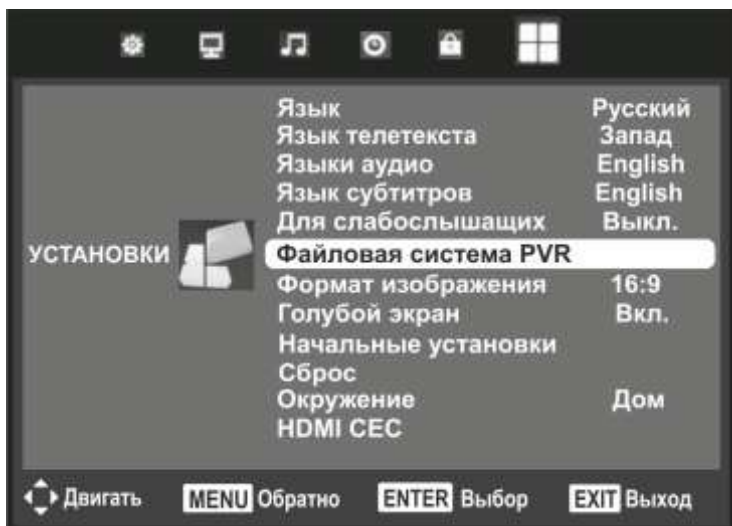 Язык Русский
Язык телетекста Запад
Языки аудио English
Язык субтитров English
Для слабослышащих Выкл.
УСТАНОВКИ Файловая система PVR
Формат изображения 16:9
Голубой экран Вкл.
Начальные установки
Сброс
Окружение Дом
HDMI CEC
Двигать MENU Обратно ENTER Выбор EXIT Выход